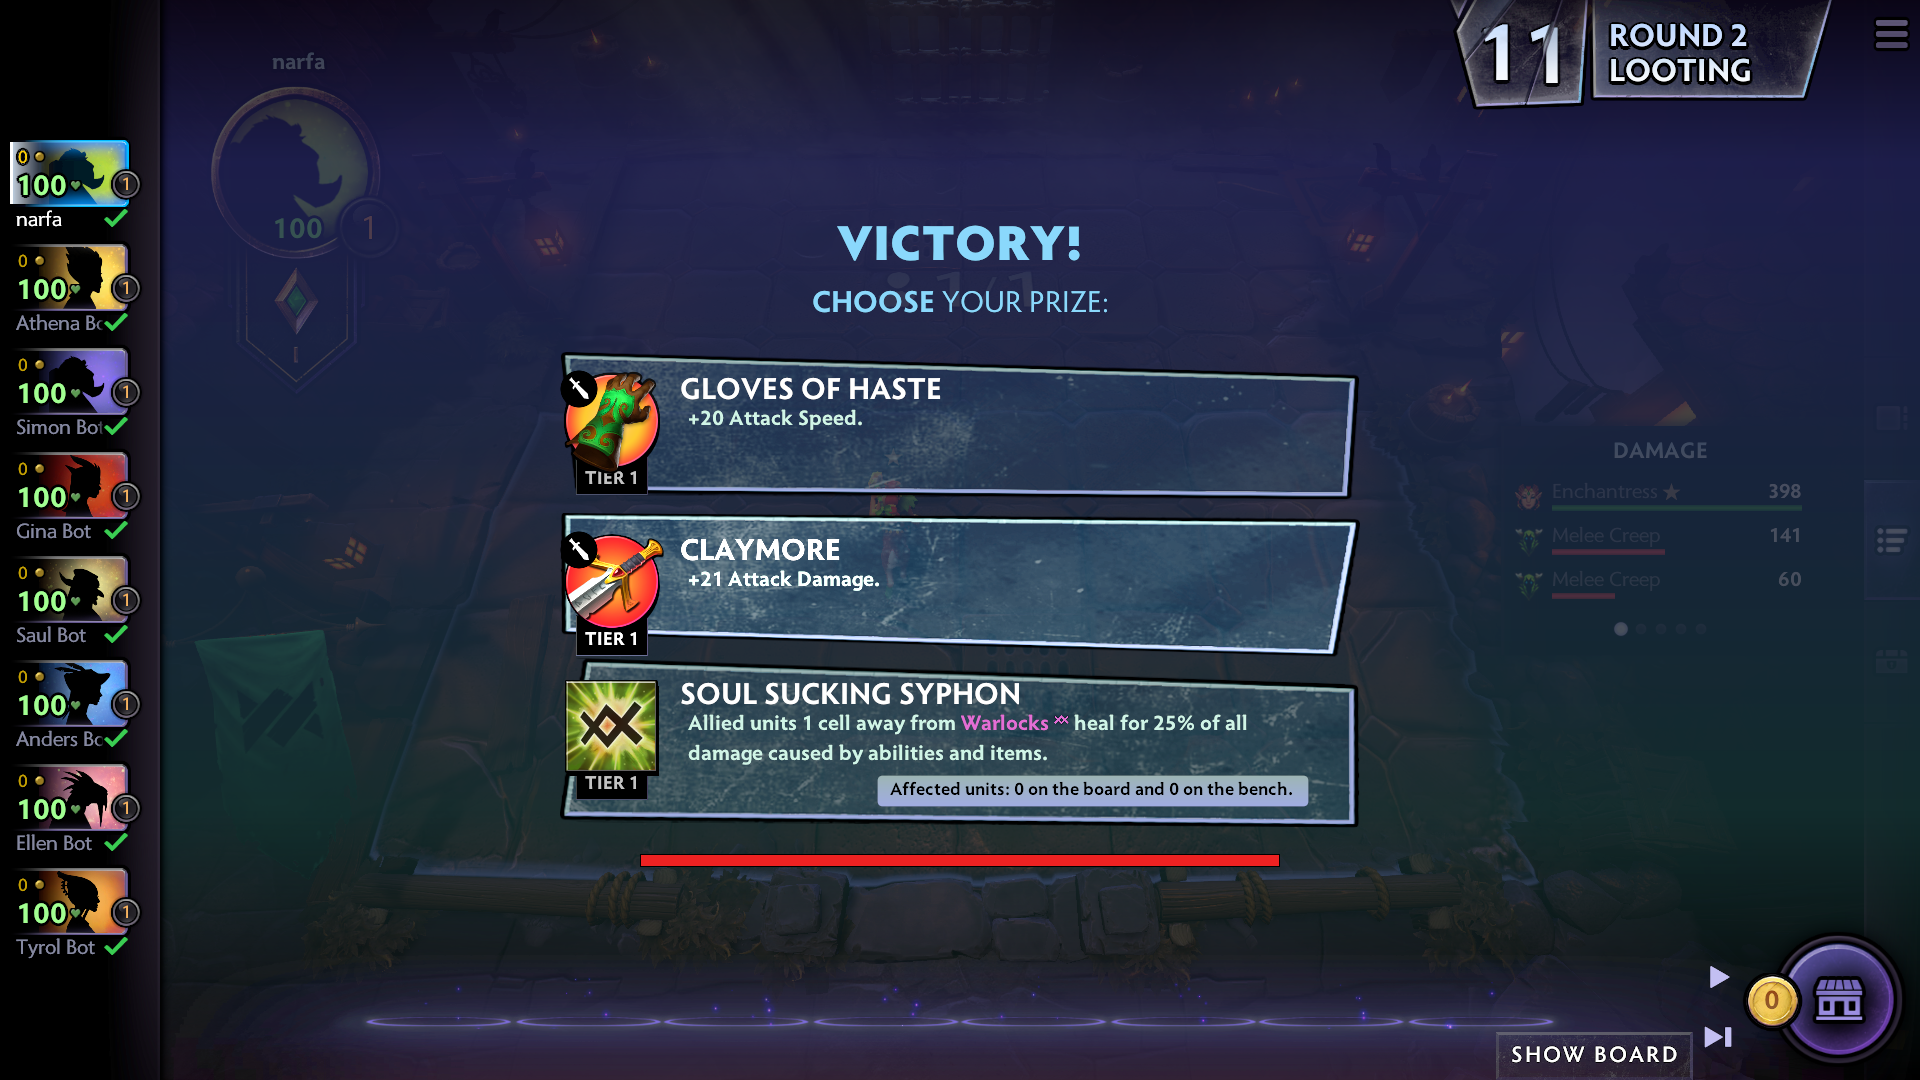 11
ROUND 2
LOOTING
narfa
100
1
I
0
100
1
narfa
0
100
1
Athena Bo
0
100
1
Simon Bot
0
100
1
Gina Bot
0
100
1
Saul Bot
0
100
1
Anders Bo
0
100
1
Ellen Bot
0
100
1
Tyrol Bot
VICTORY!
CHOOSE YOUR PRIZE:
GLOVES OF HASTE
+20 Attack Speed.
TIER 1
CLAYMORE
+21 Attack Damage.
TIER 1
SOUL SUCKING SYPHON
Allied units 1 cell away from Warlocks heal for 25% of all
damage caused by abilities and items.
TIER 1
Affected units: 0 on the board and 0 on the bench.
DAMAGE
Enchantress 398
Melee Creep 141
Melee Creep 60
0
SHOW BOARD